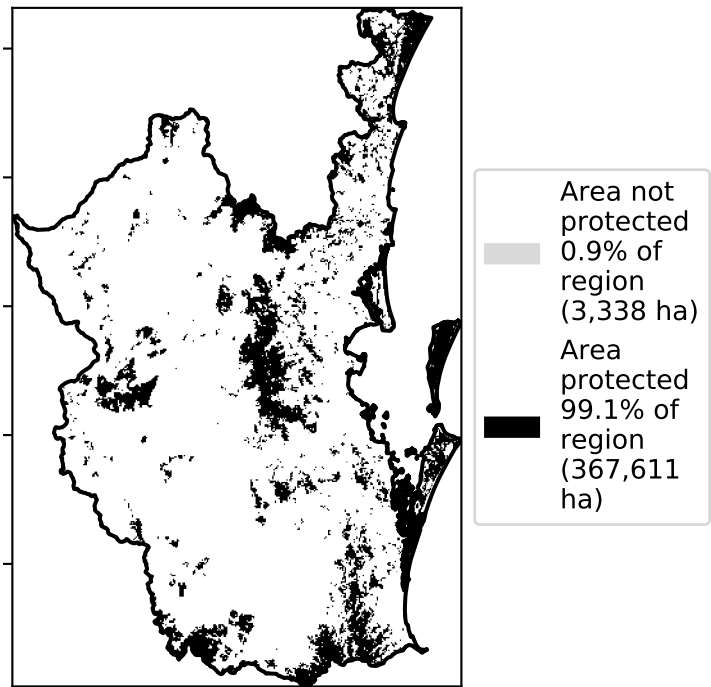 Area not
protected
0.9% of
region
(3,338 ha)
Area
protected
99.1% of
region
(367,611
ha)